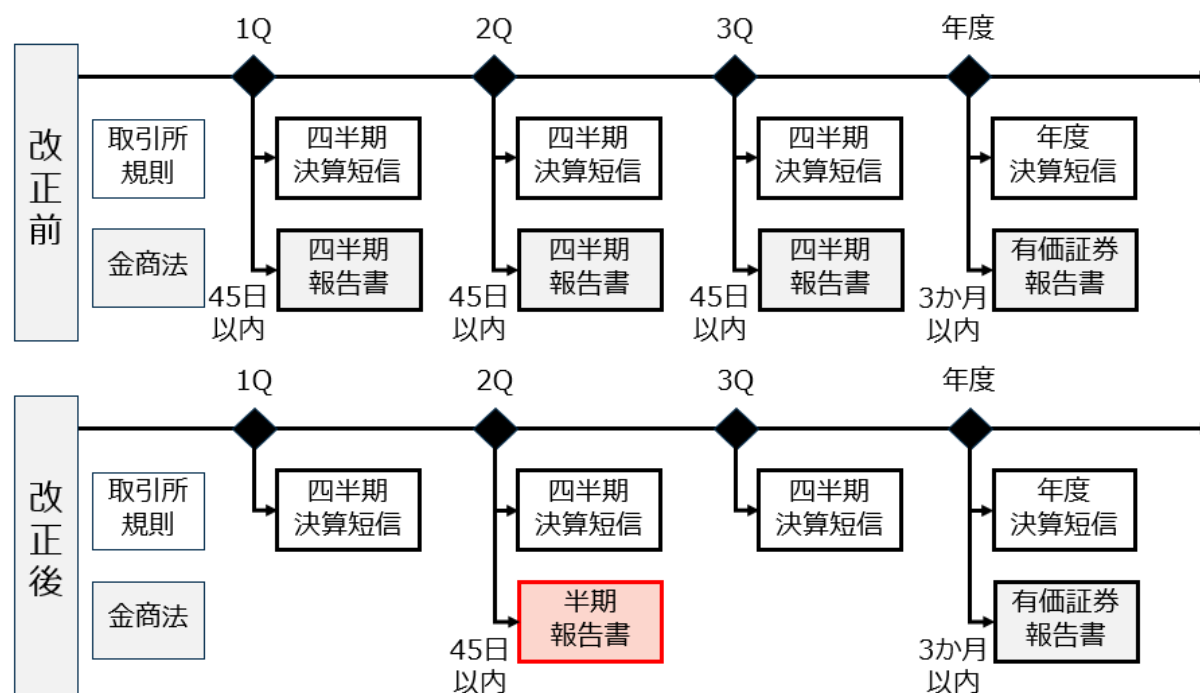 1Q
2Q
3Q
年度
改正前
取引所
規則
四半期
決算短信
四半期
決算短信
四半期
決算短信
年度
決算短信
金商法
四半期
報告書
四半期
報告書
四半期
報告書
有価証券
報告書
45日
以内
45日
以内
45日
以内
3か月
以内
1Q
2Q
3Q
年度
改正後
取引所
規則
四半期
決算短信
四半期
決算短信
四半期
決算短信
年度
決算短信
金商法
半期
報告書
有価証券
報告書
45日
以内
3か月
以内